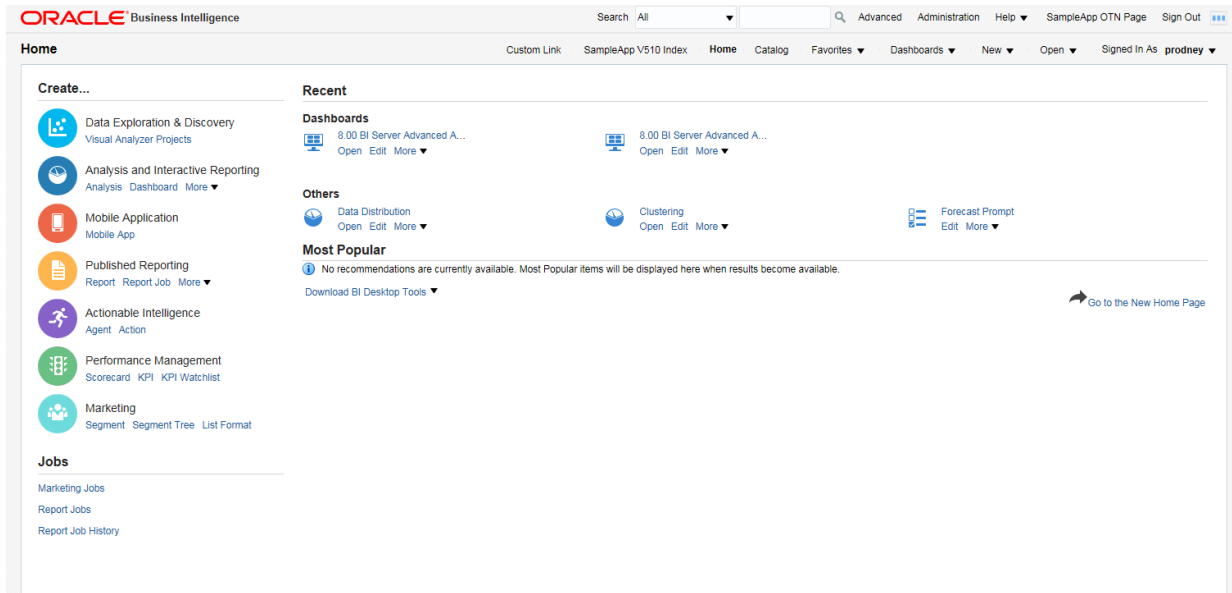 ORACLE Business Intelligence Search All Advanced Administration Help SampleApp OTN Page Sign Out
Home Custom Link SampleApp V510 Index Home Catalog Favorites Dashboards New Open Signed In As prodney
Create...
Data Exploration & Discovery
Visual Analyzer Projects
Analysis and Interactive Reporting
Analysis Dashboard More
Mobile Application
Mobile App
Published Reporting
Report Report Job More
Actionable Intelligence
Agent Action
Performance Management
Scorecard KPI KPI Watchlist
Marketing
Segment Segment Tree List Format
Jobs
Marketing Jobs
Report Jobs
Report Job History
Recent
Dashboards
8.00 BI Server Advanced A...
Open Edit More
8.00 BI Server Advanced A...
Open Edit More
Others
Data Distribution
Open Edit More
Clustering
Open Edit More
Forecast Prompt
Edit More
Most Popular
No recommendations are currently available. Most Popular items will be displayed here when results become available.
Download BI Desktop Tools
Go to the New Home Page